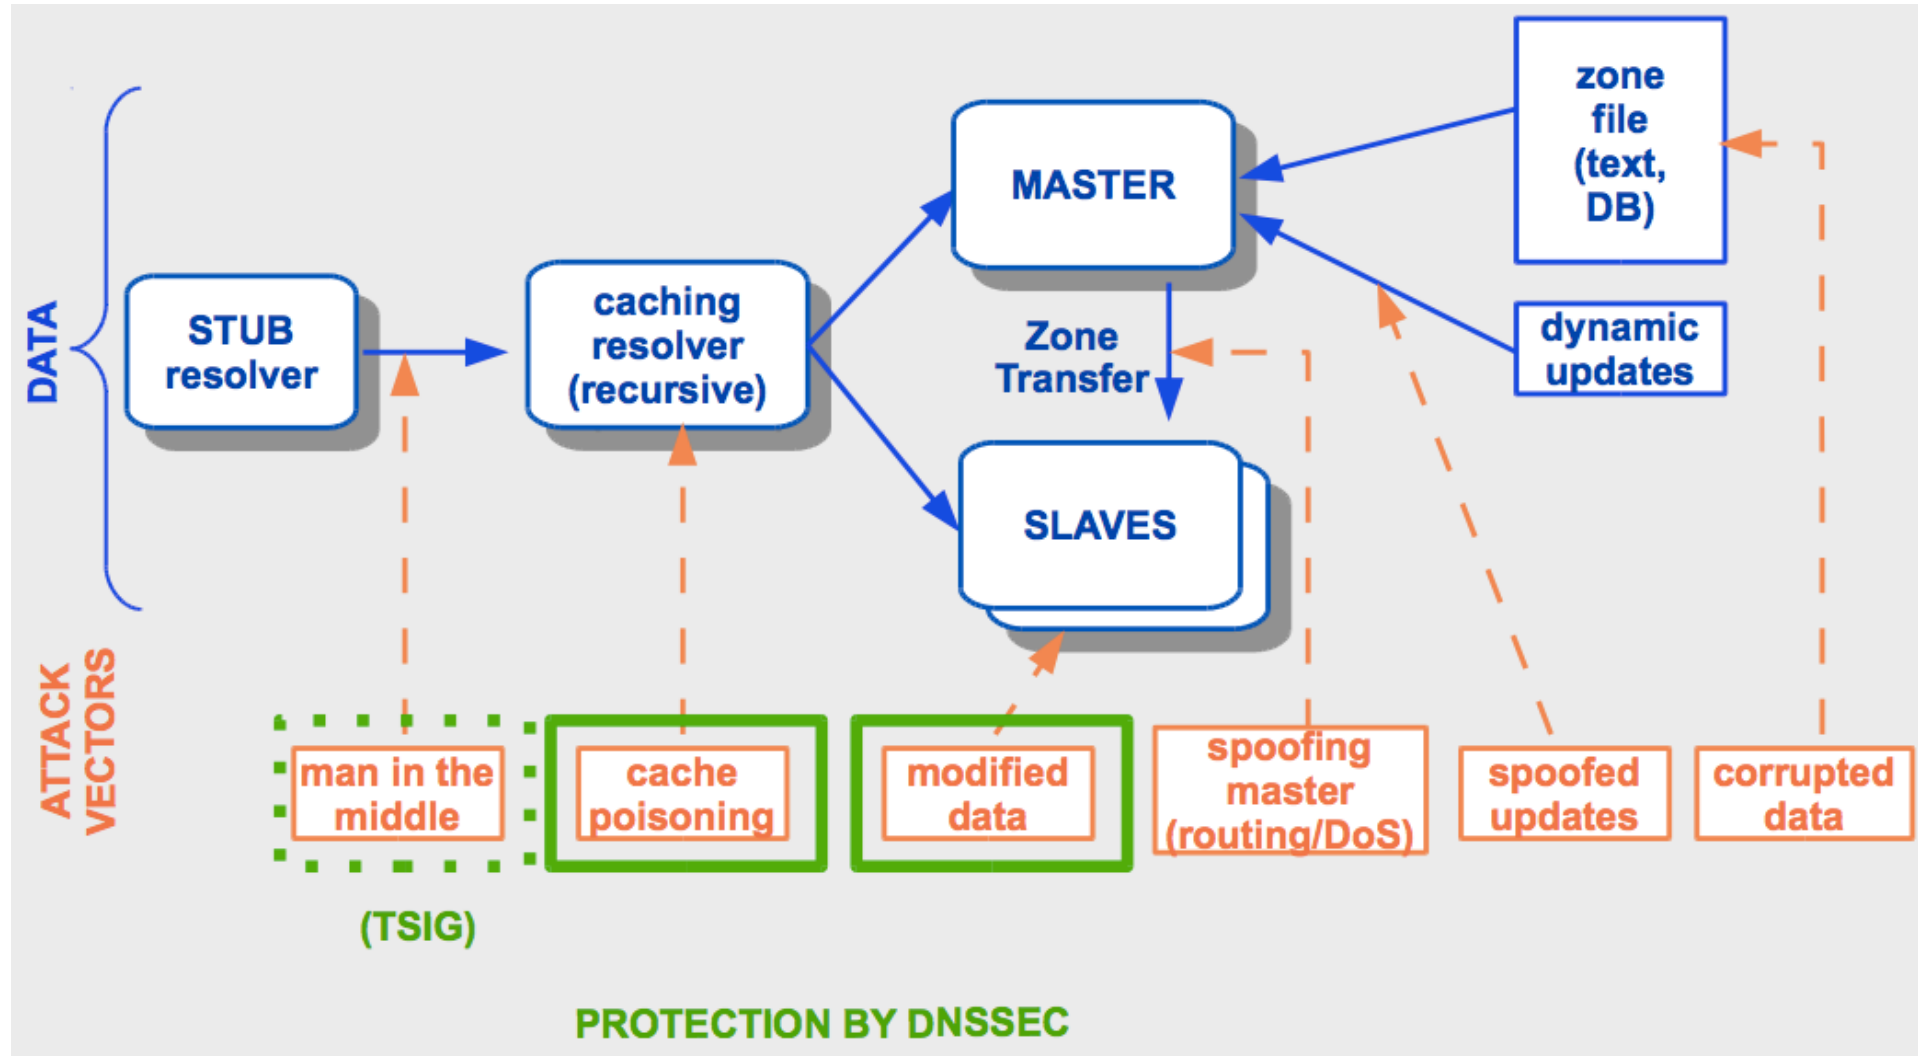 DATA
STUB
resolver
caching
resolver
(recursive)
MASTER
Zone
Transfer
SLAVES
zone
file
(text,
DB)
dynamic
updates
ATTACK
VECTORS
man in the
middle
cache
poisoning
modified
data
spoofing
master
(routing/DoS)
spoofed
updates
corrupted
data
(TSIG)
PROTECTION BY DNSSEC